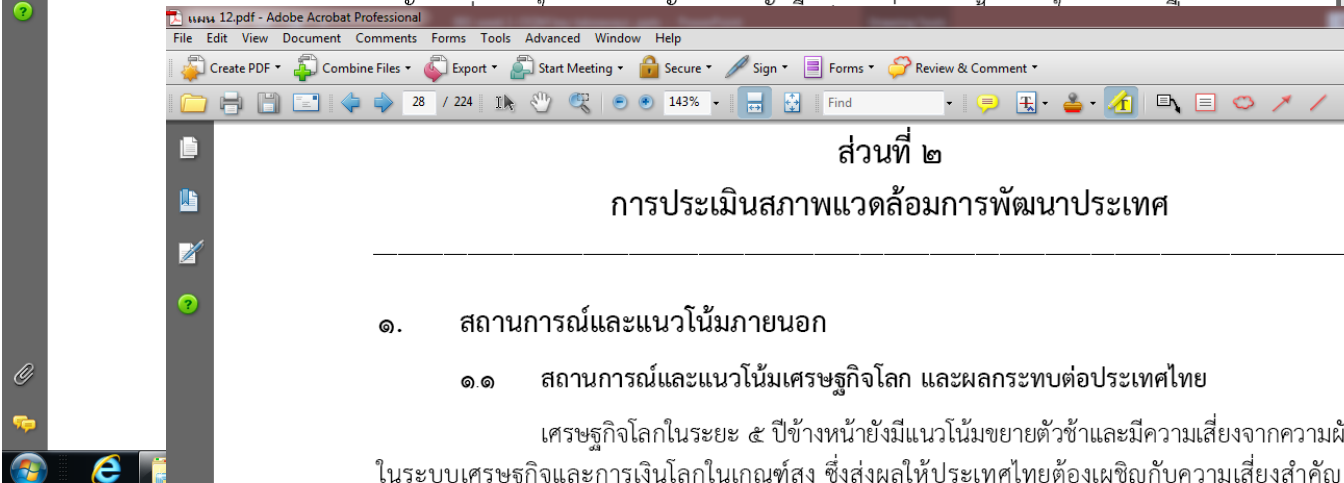 แผน 12.pdf - Adobe Acrobat Professional
File Edit View Document Comments Forms Tools Advanced Window Help
Create PDF Combine Files Export Start Meeting Secure Sign Forms Review & Comment
28 / 224 143% Find
ส่วนที่ ๒
การประเมินสภาพแวดล้อมการพัฒนาประเทศ
๑. สถานการณ์และแนวโน้มภายนอก
๑.๑ สถานการณ์และแนวโน้มเศรษฐกิจโลก และผลกระทบต่อประเทศไทย
เศรษฐกิจโลกในระยะ ๕ ปีข้างหน้ายังมีแนวโน้มขยายตัวช้าและมีความเสี่ยงจากความผั
ในระบบเศรษฐกิจและการเงินโลกในเกณฑ์สูง ซึ่งส่งผลให้ประเทศไทยต้องเผชิญกับความเสี่ยงสำคัญ